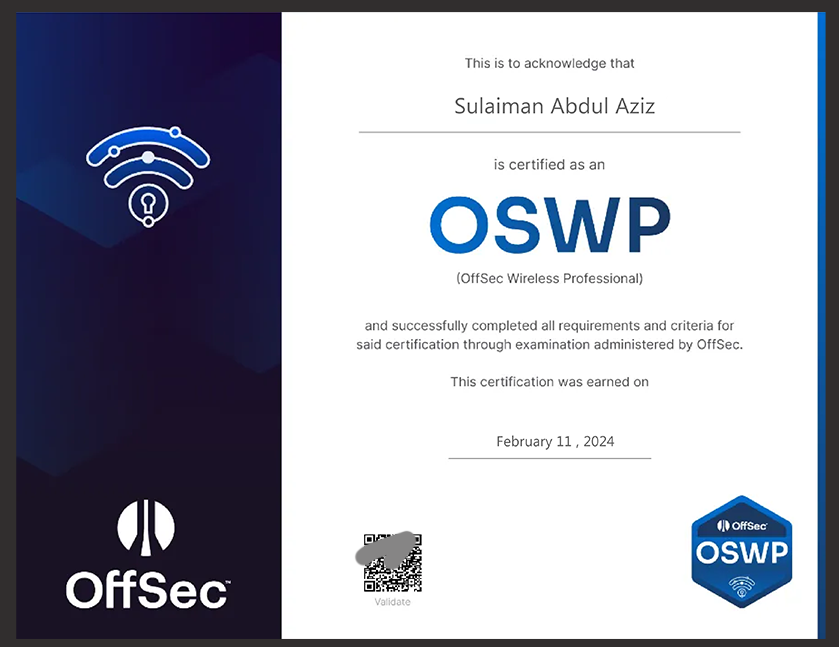 This is to acknowledge that
Sulaiman Abdul Aziz
is certified as an
OSWP
(OffSec Wireless Professional)
and successfully completed all requirements and criteria for
said certification through examination administered by OffSec.
This certification was earned on
February 11 , 2024
OffSec™
Validate
OffSec
OSWP